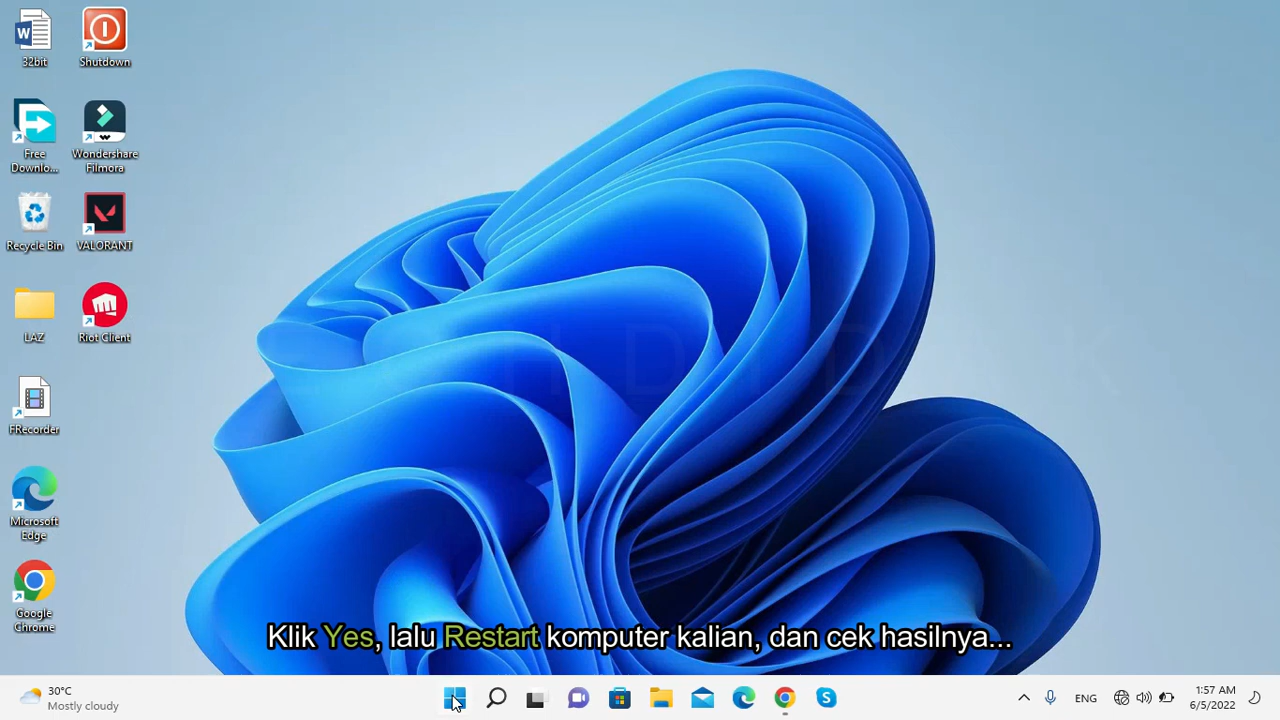 32bit
Shutdown
Free
Downlo...
Wondershare
Filmora
Recycle Bin
VALORANT
LAZ
Riot Client
FRecorder
Microsoft
Edge
Google
Chrome
Klik Yes, lalu Restart komputer kalian, dan cek hasilnya...
30°C
Mostly cloudy
ENG
1:57 AM
6/5/2022